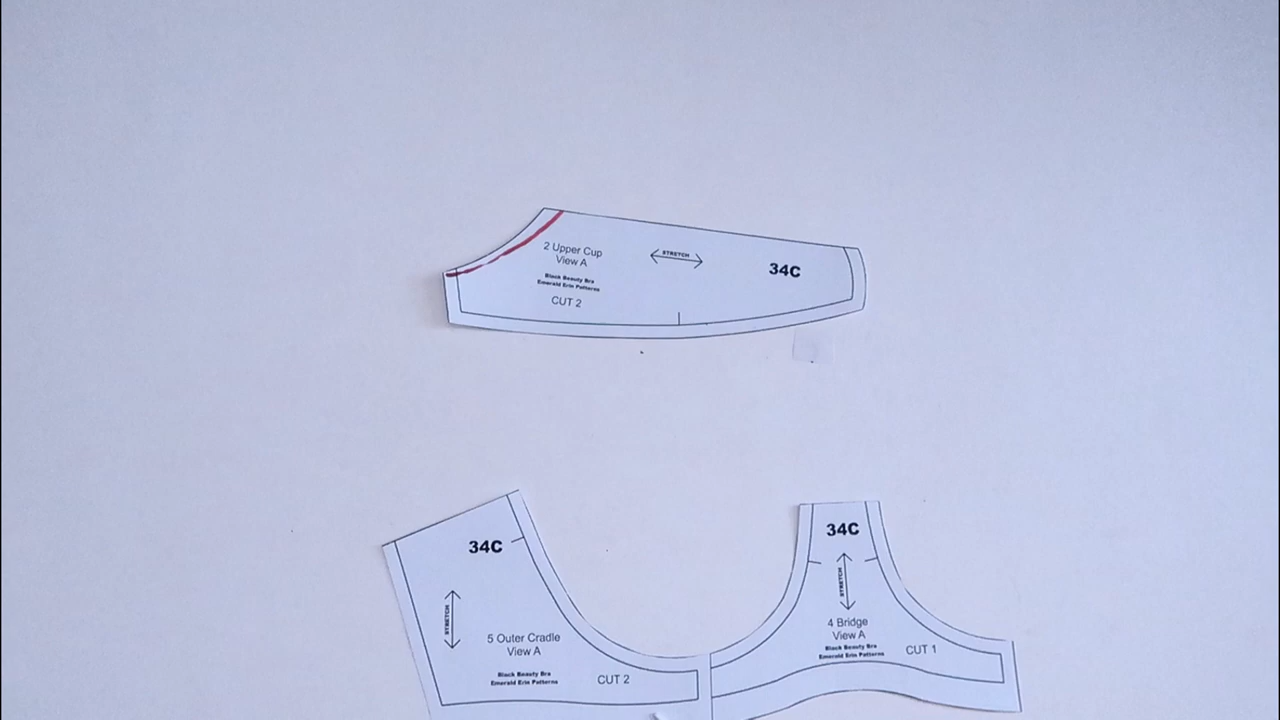 2 Upper Cup
View A
Black Beauty Bra
Emerald Erin Patterns
CUT 2
STRETCH
34C
34C
STRETCH
5 Outer Cradle
View A
Black Beauty Bra
Emerald Erin Patterns
CUT 2
34C
STRETCH
4 Bridge
View A
Black Beauty Bra
Emerald Erin Patterns
CUT 1